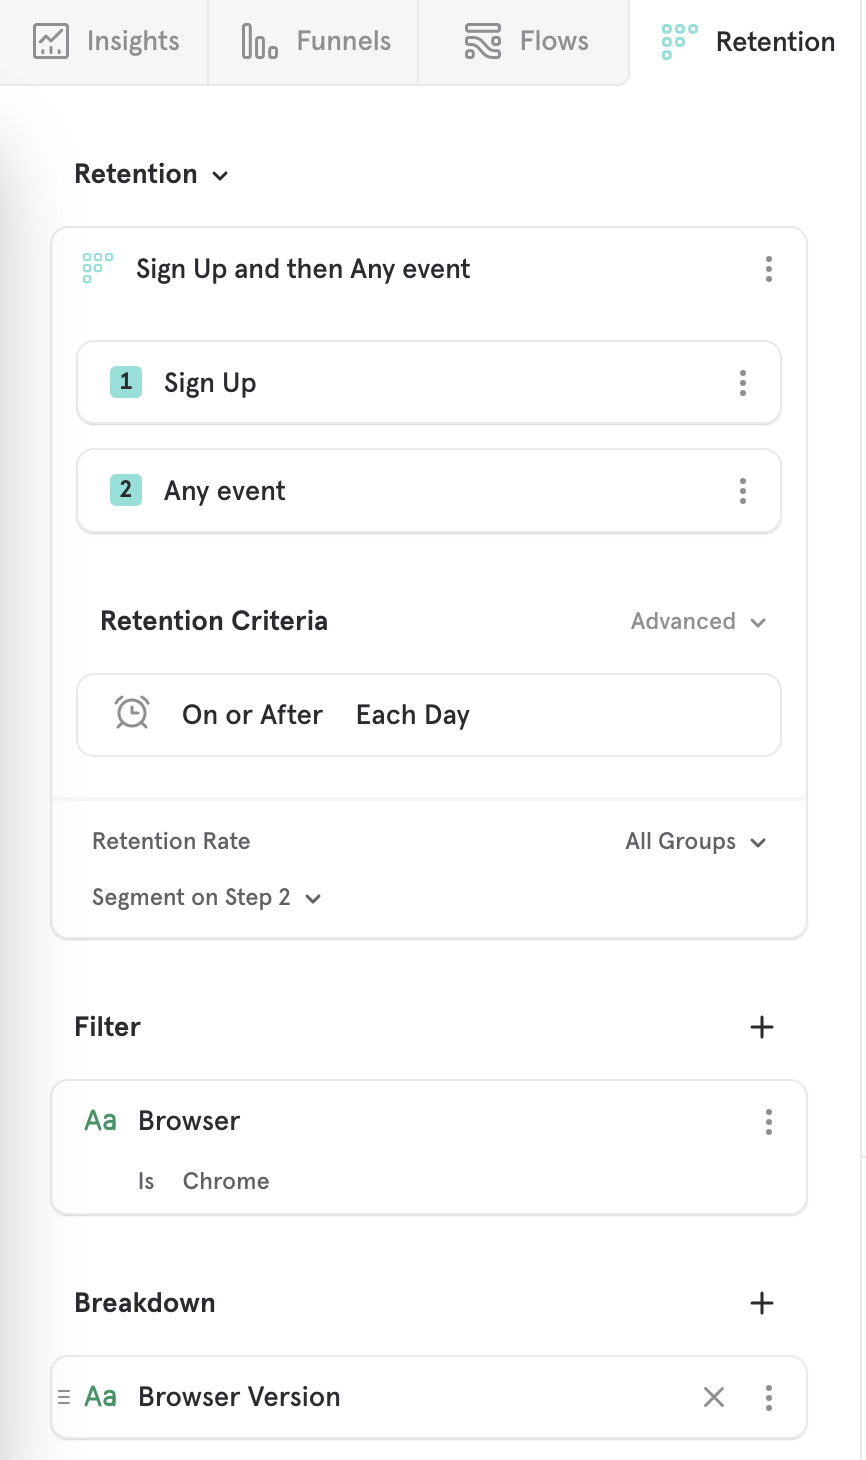 Insights Funnels Flows Retention
Retention
Sign Up and then Any event
1 Sign Up
2 Any event
Retention Criteria Advanced
On or After Each Day
Retention Rate All Groups
Segment on Step 2
Filter
Aa Browser
Is Chrome
Breakdown
Aa Browser Version